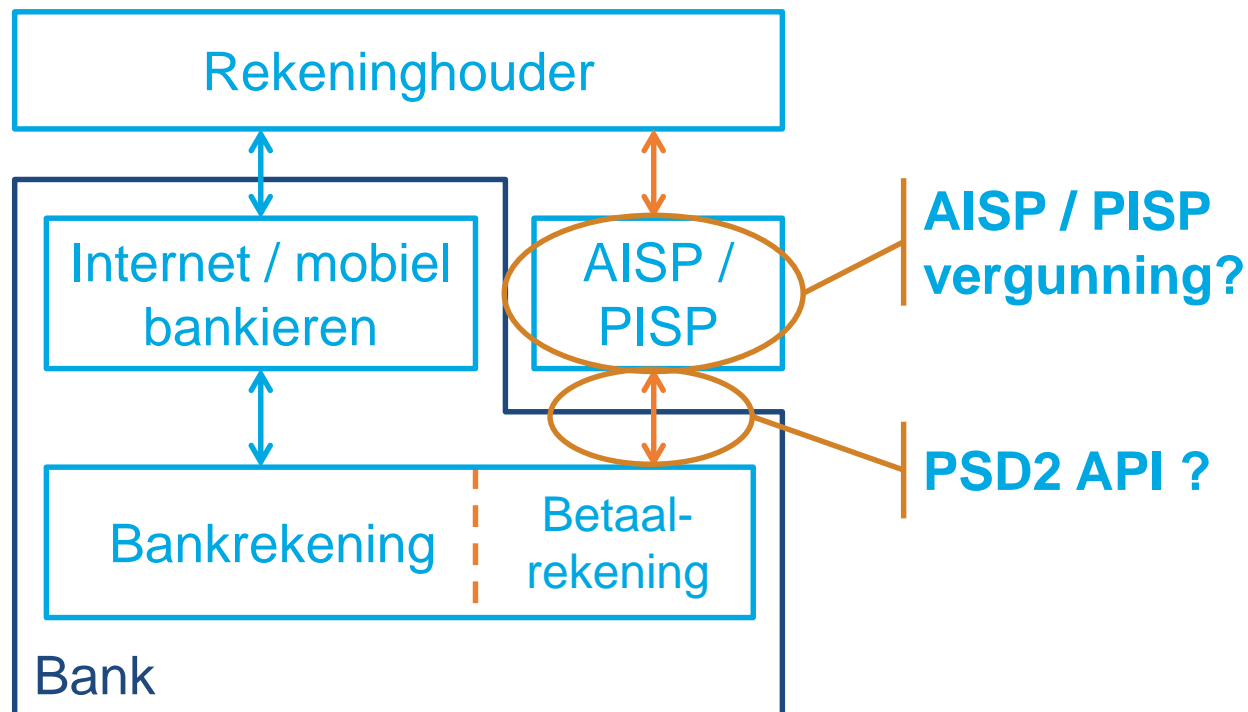 Rekeninghouder
Internet / mobiel
bankieren
AISP /
PISP
AISP / PISP
vergunning?
PSD2 API ?
Bankrekening
Betaal-
rekening
Bank